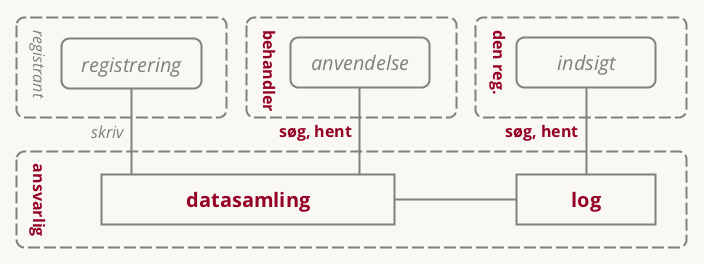 registrant
registrering
behandler
anvendelse
den reg.
indsigt
skriv
søg, hent
søg, hent
ansvarlig
datasamling
log